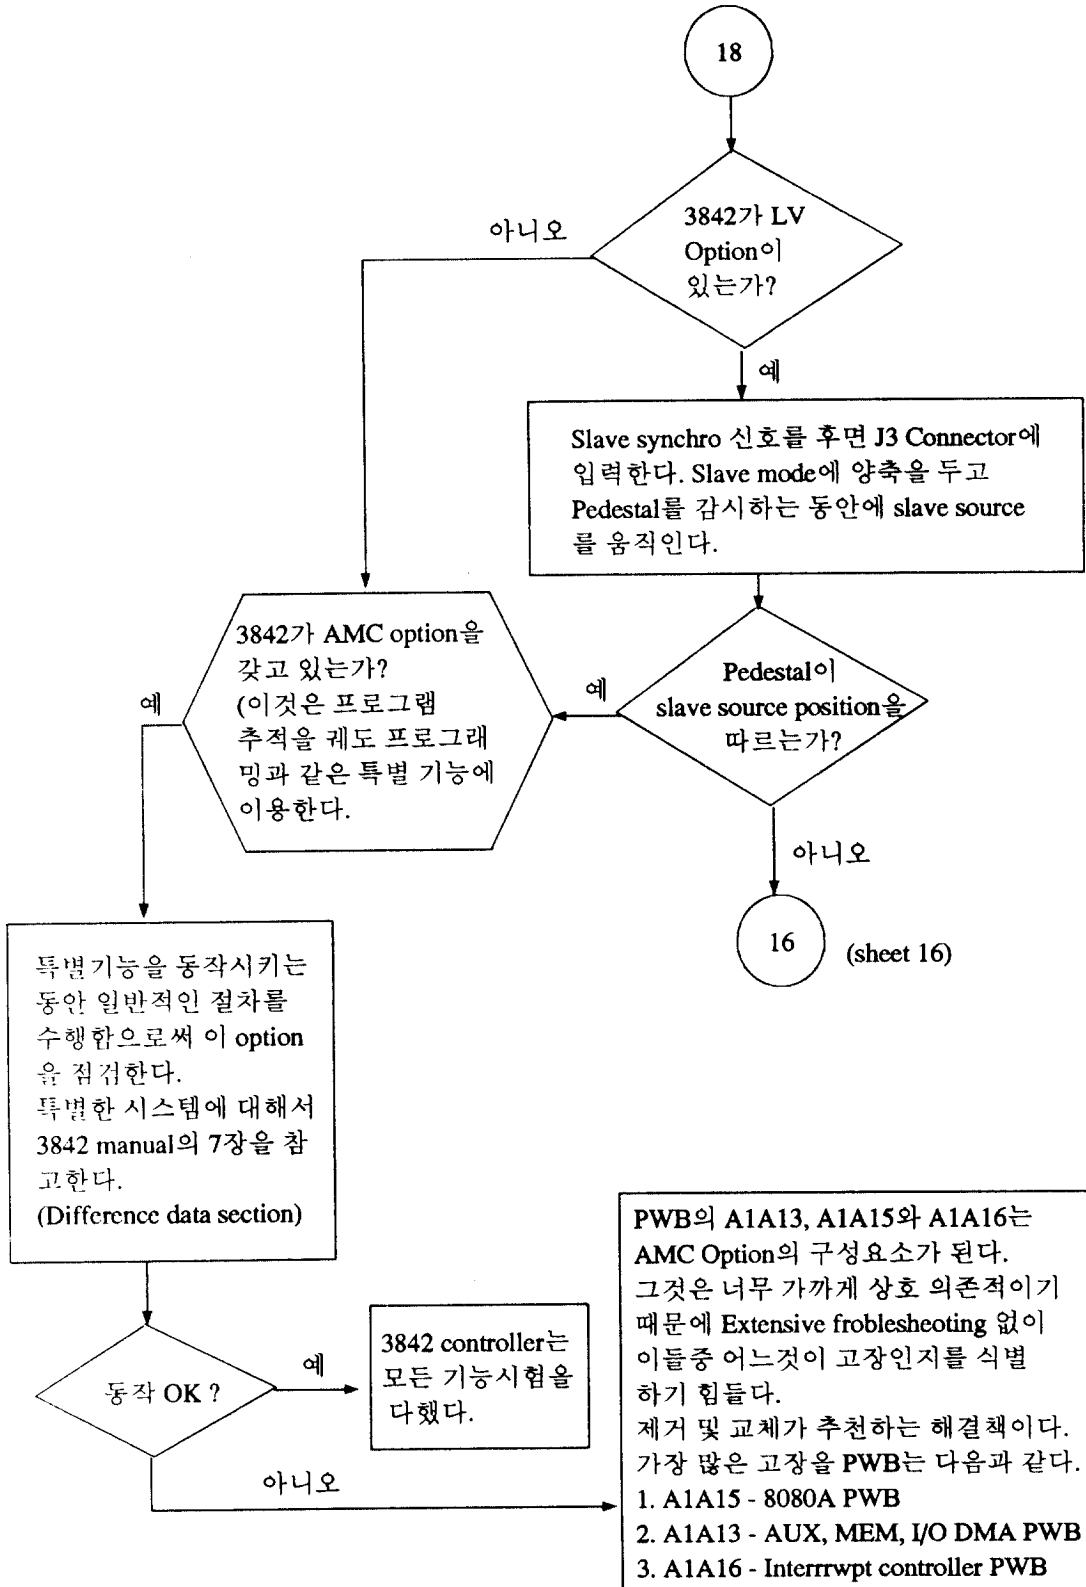 18
3842가 LV
Option이
있는가?
아니오
예
Slave synchro 신호를 후면 J3 Connector에
입력한다. Slave mode에 양축을 두고
Pedestal를 감시하는 동안에 slave source
를 움직인다.
3842가 AMC option을
갖고 있는가?
(이것은 프로그램
추적을 궤도 프로그래
밍과 같은 특별 기능에
이용한다.
예
Pedestal이
slave source position을
따르는가?
예
아니오
16
(sheet 16)
특별기능을 동작시키는
동안 일반적인 절차를
수행함으로써 이 option
을 점검한다.
특별한 시스템에 대해서
3842 manual의 7장을 참
고한다.
(Difference data section)
동작 OK ?
예
3842 controller는
모든 기능시험을
다했다.
아니오
PWB의 A1A13, A1A15와 A1A16는
AMC Option의 구성요소가 된다.
그것은 너무 가깝게 상호 의존적이기
때문에 Extensive froblesheoting 없이
이들중 어느것이 고장인지를 식별
하기 힘들다.
제거 및 교체가 추천하는 해결책이다.
가장 많은 고장을 PWB는 다음과 같다.
1. A1A15 - 8080A PWB
2. A1A13 - AUX, MEM, I/O DMA PWB
3. A1A16 - Interrrwpt controller PWB